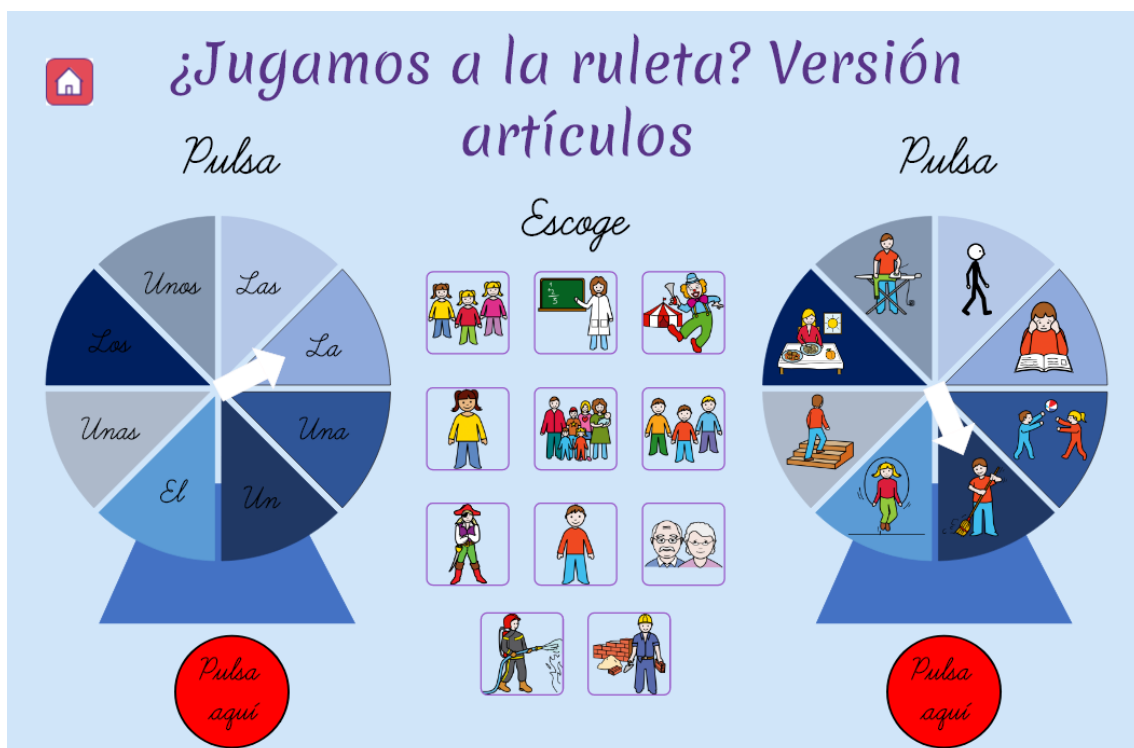 ¿Jugamos a la ruleta? Versión
artículos
Pulsa
Pulsa
Escoge
Unos
Las
Los
La
Unas
Una
El
Un
Pulsa
aquí
Pulsa
aquí